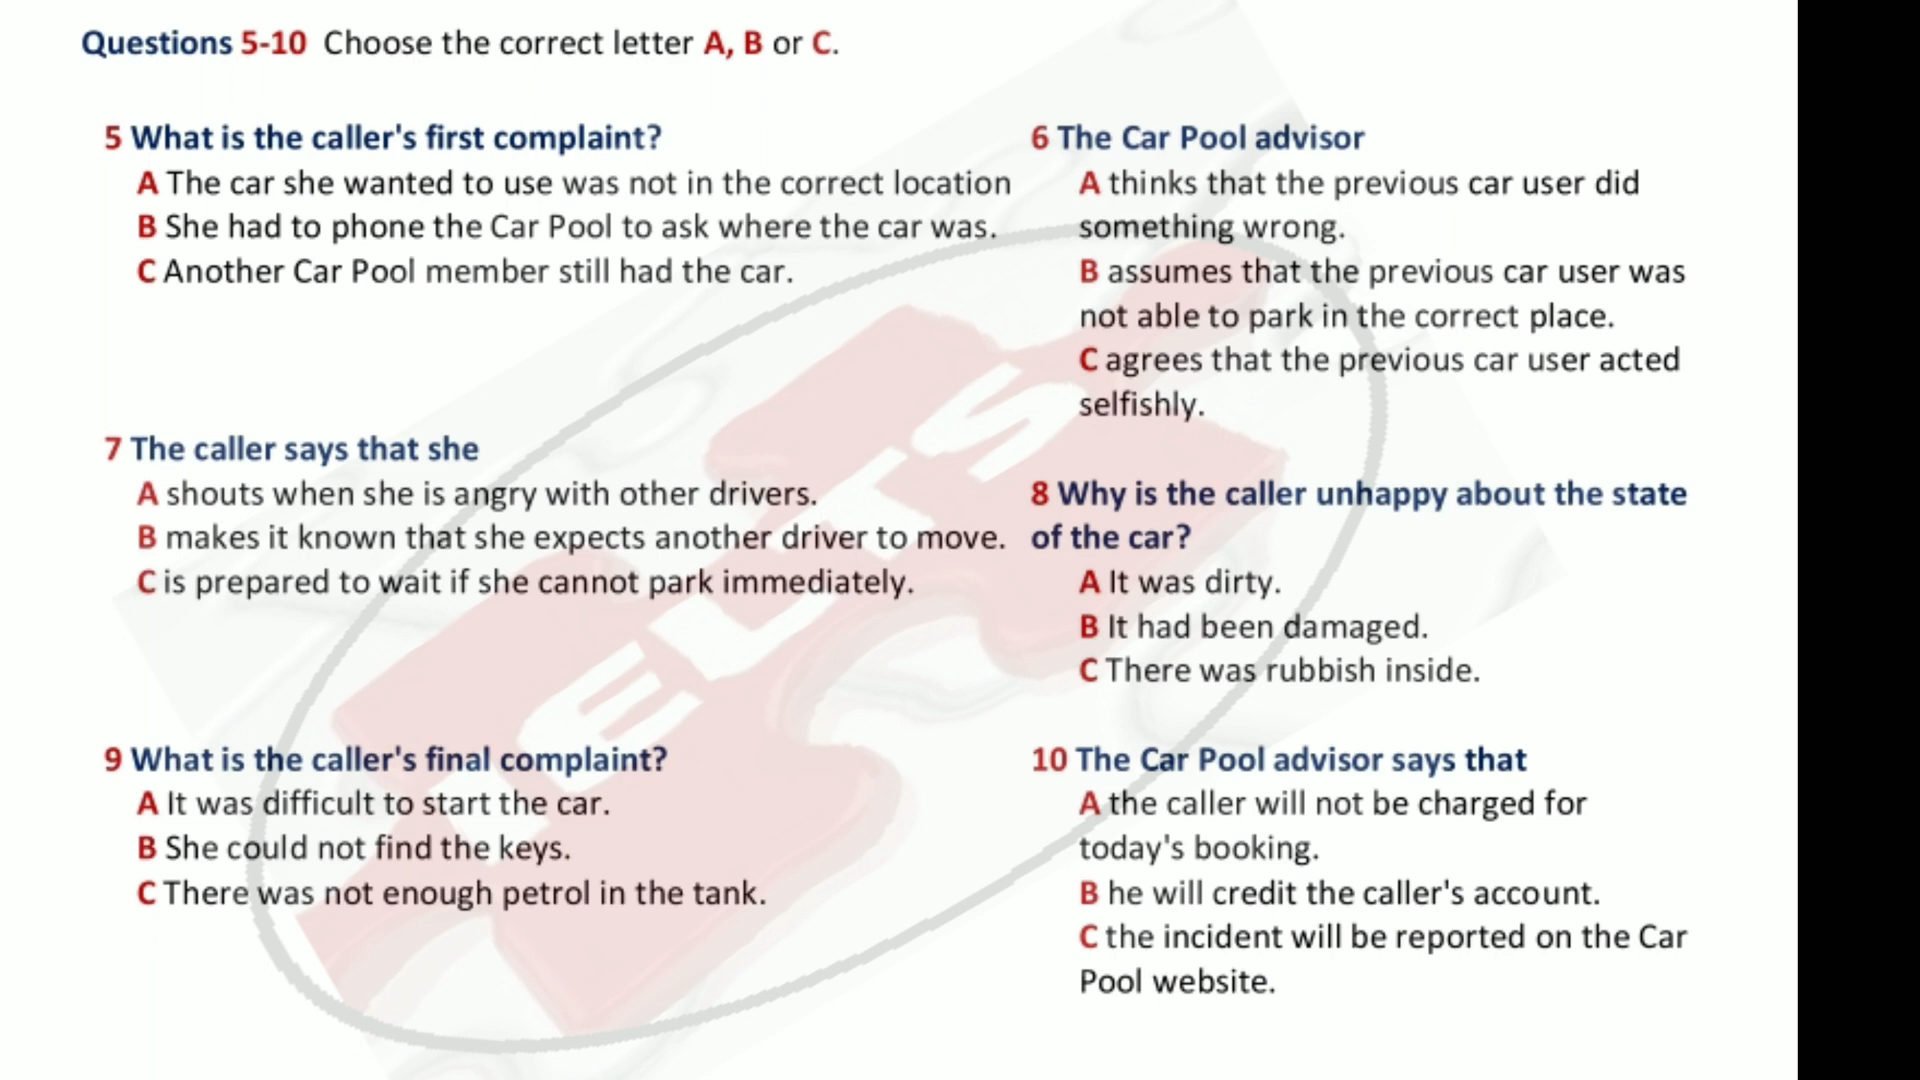 Questions 5-10 Choose the correct letter A, B or C.
5 What is the caller's first complaint?
A The car she wanted to use was not in the correct location
B She had to phone the Car Pool to ask where the car was.
C Another Car Pool member still had the car.
6 The Car Pool advisor
A thinks that the previous car user did
something wrong.
B assumes that the previous car user was
not able to park in the correct place.
C agrees that the previous car user acted
selfishly.
7 The caller says that she
A shouts when she is angry with other drivers.
B makes it known that she expects another driver to move.
C is prepared to wait if she cannot park immediately.
8 Why is the caller unhappy about the state
of the car?
A It was dirty.
B It had been damaged.
C There was rubbish inside.
9 What is the caller's final complaint?
A It was difficult to start the car.
B She could not find the keys.
C There was not enough petrol in the tank.
10 The Car Pool advisor says that
A the caller will not be charged for
today's booking.
B he will credit the caller's account.
C the incident will be reported on the Car
Pool website.
IELTS